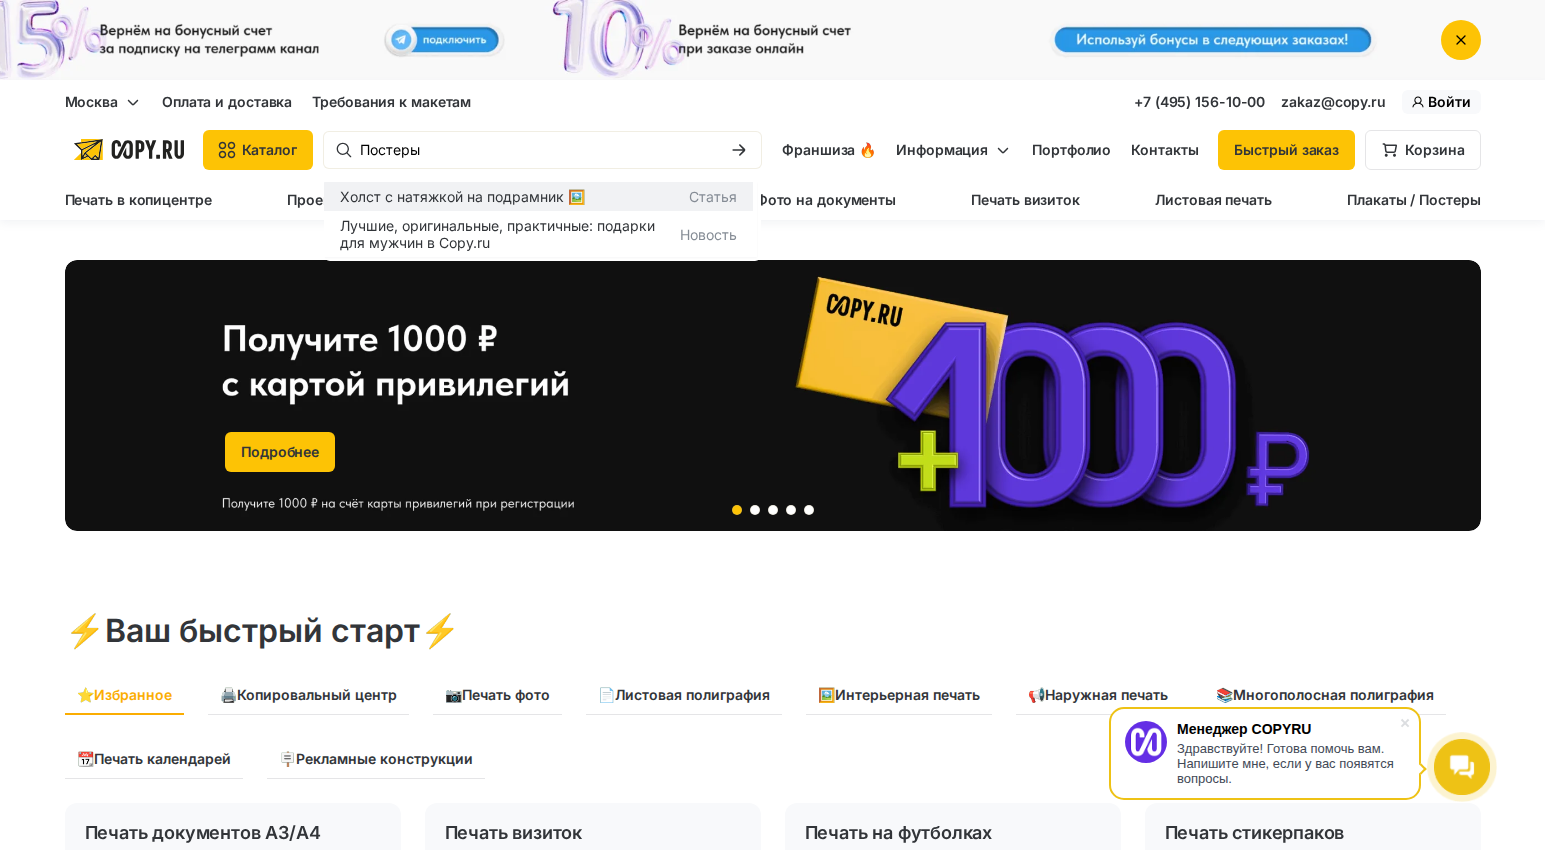 15%
Вернём на бонусный счет
за подписку на телеграмм канал
подключить
10%
Вернём на бонусный счет
при заказе онлайн
Используй бонусы в следующих заказах!
Москва
Оплата и доставка
Требования к макетам
+7 (495) 156-10-00
zakaz@copy.ru
Войти
COPY.RU
Каталог
Постеры
Франшиза 🔥
Информация
Портфолио
Контакты
Быстрый заказ
Корзина
Печать в копицентре
Прое
Фото на документы
Печать визиток
Листовая печать
Плакаты / Постеры
Холст с натяжкой на подрамник 🖼️
Статья
Лучшие, оригинальные, практичные: подарки
для мужчин в Copy.ru
Новость
Получите 1000 ₽
с картой привилегий
Подробнее
Получите 1000 ₽ на счёт карты привилегий при регистрации
COPY.RU
+1000 ₽
⚡Ваш быстрый старт⚡
⭐Избранное
🖨️Копировальный центр
📷Печать фото
📄Листовая полиграфия
🖼️Интерьерная печать
📢Наружная печать
📚Многополосная полиграфия
📆Печать календарей
🪧Рекламные конструкции
Менеджер COPYRU
Здравствуйте! Готова помочь вам.
Напишите мне, если у вас появятся
вопросы.
Печать документов А3/А4
Печать визиток
Печать на футболках
Печать стикерпаков